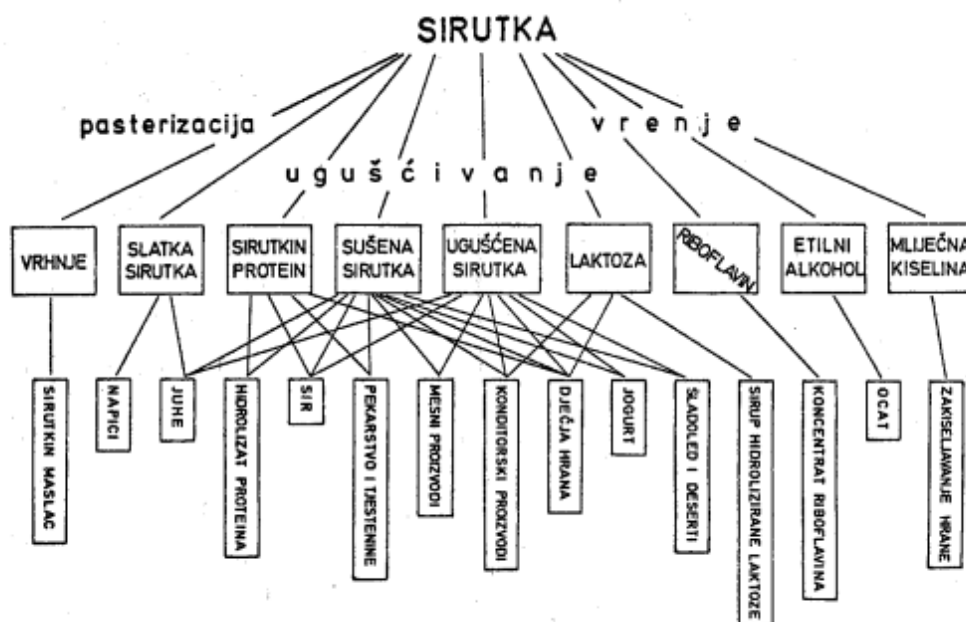 SIRUTKA
pasterizacija
vrenje
ugušćivanje
VRHNJE
SLATKA
SIRUTKA
SIRUTKIN
PROTEIN
SUŠENA
SIRUTKA
UGUŠĆENA
SIRUTKA
LAKTOZA
RIBOFLAVIN
ETILNI
ALKOHOL
MLIJEČNA
KISELINA
SIRUTKIN MASLAC
NAPICI
JUHE
HIDROLIZAT PROTEINA
SIR
PEKARSTVO I TJESTENINE
MESNI PROIZVODI
KONDITORSKI PROIZVODI
DJEČJA HRANA
JOGURT
SLADOLED I DESERTI
SIRUP HIDROLIZIRANE LAKTOZE
KONCENTRAT RIBOFLAVINA
OCAT
ZAKISELJAVANJE HRANE